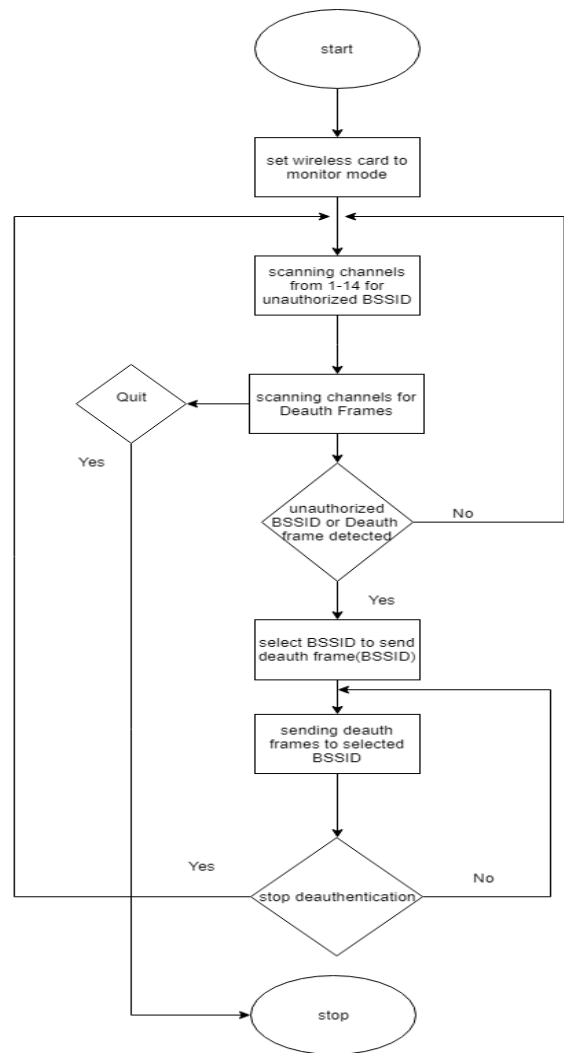 start
set wireless card to
monitor mode
scanning channels
from 1-14 for
unauthorized BSSID
Quit
scanning channels for
Deauth Frames
Yes
unauthorized
BSSID or Deauth
frame detected
No
Yes
select BSSID to send
deauth frame(BSSID)
sending deauth
frames to selected
BSSID
Yes
stop deauthentication
No
stop